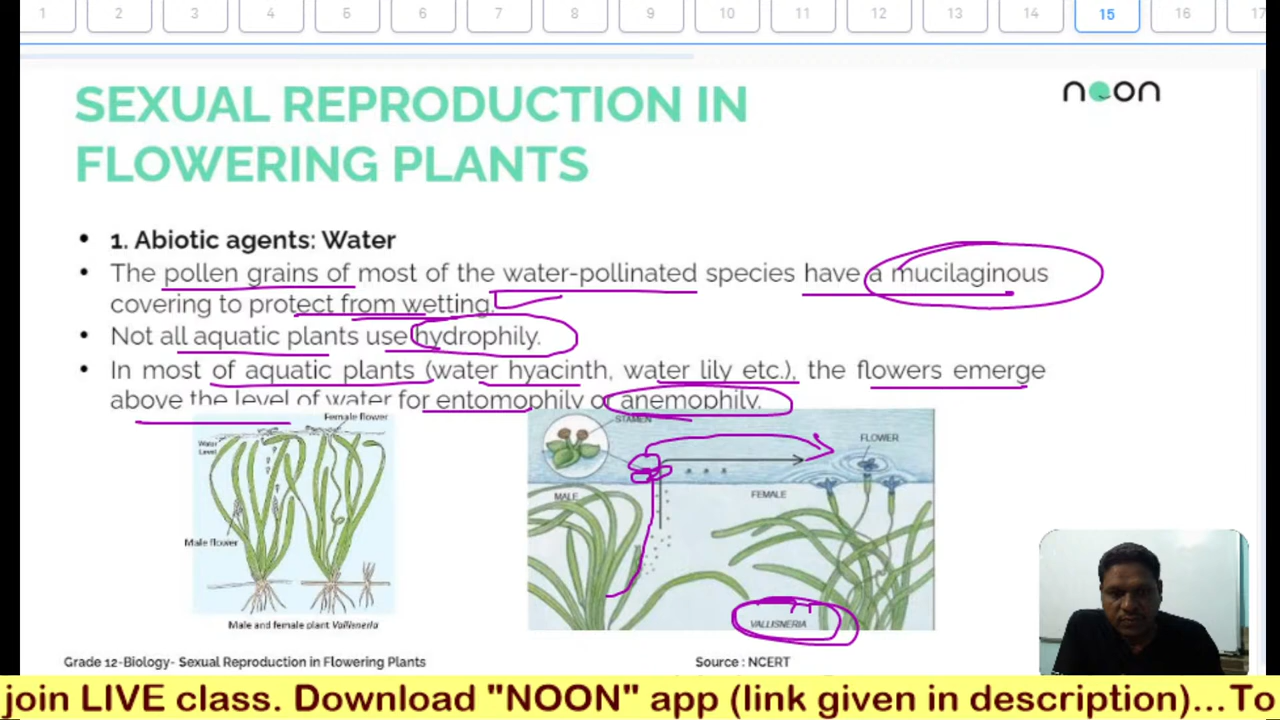 1 2 3 4 5 6 7 8 9 10 11 12 13 14 15 16 17
SEXUAL REPRODUCTION IN
noon
FLOWERING PLANTS
• 1. Abiotic agents: Water
• The pollen grains of most of the water-pollinated species have a mucilaginous
covering to protect from wetting.
• Not all aquatic plants use hydrophily.
• In most of aquatic plants (water hyacinth, water lily etc.), the flowers emerge
above the level of water for entomophily or anemophily.
Female flower
Water
Level
Male flower
Male and female plant Vallisneria
STAMEN
FLOWER
MALE
FEMALE
VALLISNERIA
Grade 12-Biology- Sexual Reproduction in Flowering Plants
Source : NCERT
join LIVE class. Download "NOON" app (link given in description)...To